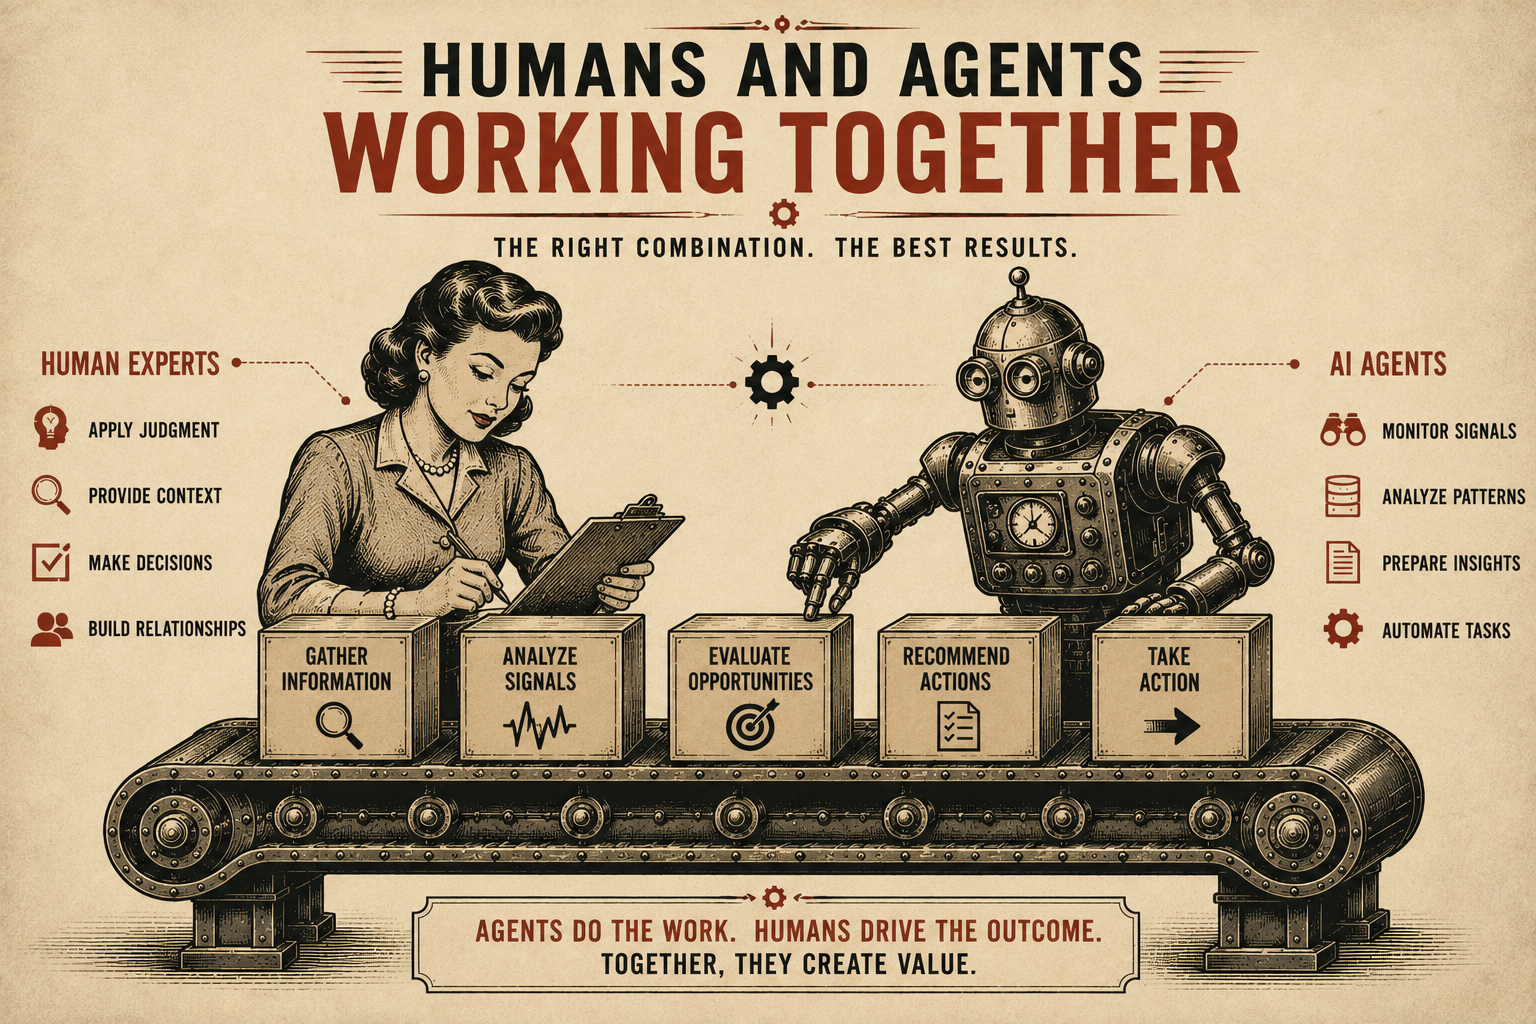 HUMANS AND AGENTS
WORKING TOGETHER
THE RIGHT COMBINATION. THE BEST RESULTS.
HUMAN EXPERTS
APPLY JUDGMENT
PROVIDE CONTEXT
MAKE DECISIONS
BUILD RELATIONSHIPS
AI AGENTS
MONITOR SIGNALS
ANALYZE PATTERNS
PREPARE INSIGHTS
AUTOMATE TASKS
GATHER
INFORMATION
ANALYZE
SIGNALS
EVALUATE
OPPORTUNITIES
RECOMMEND
ACTIONS
TAKE
ACTION
AGENTS DO THE WORK. HUMANS DRIVE THE OUTCOME.
TOGETHER, THEY CREATE VALUE.